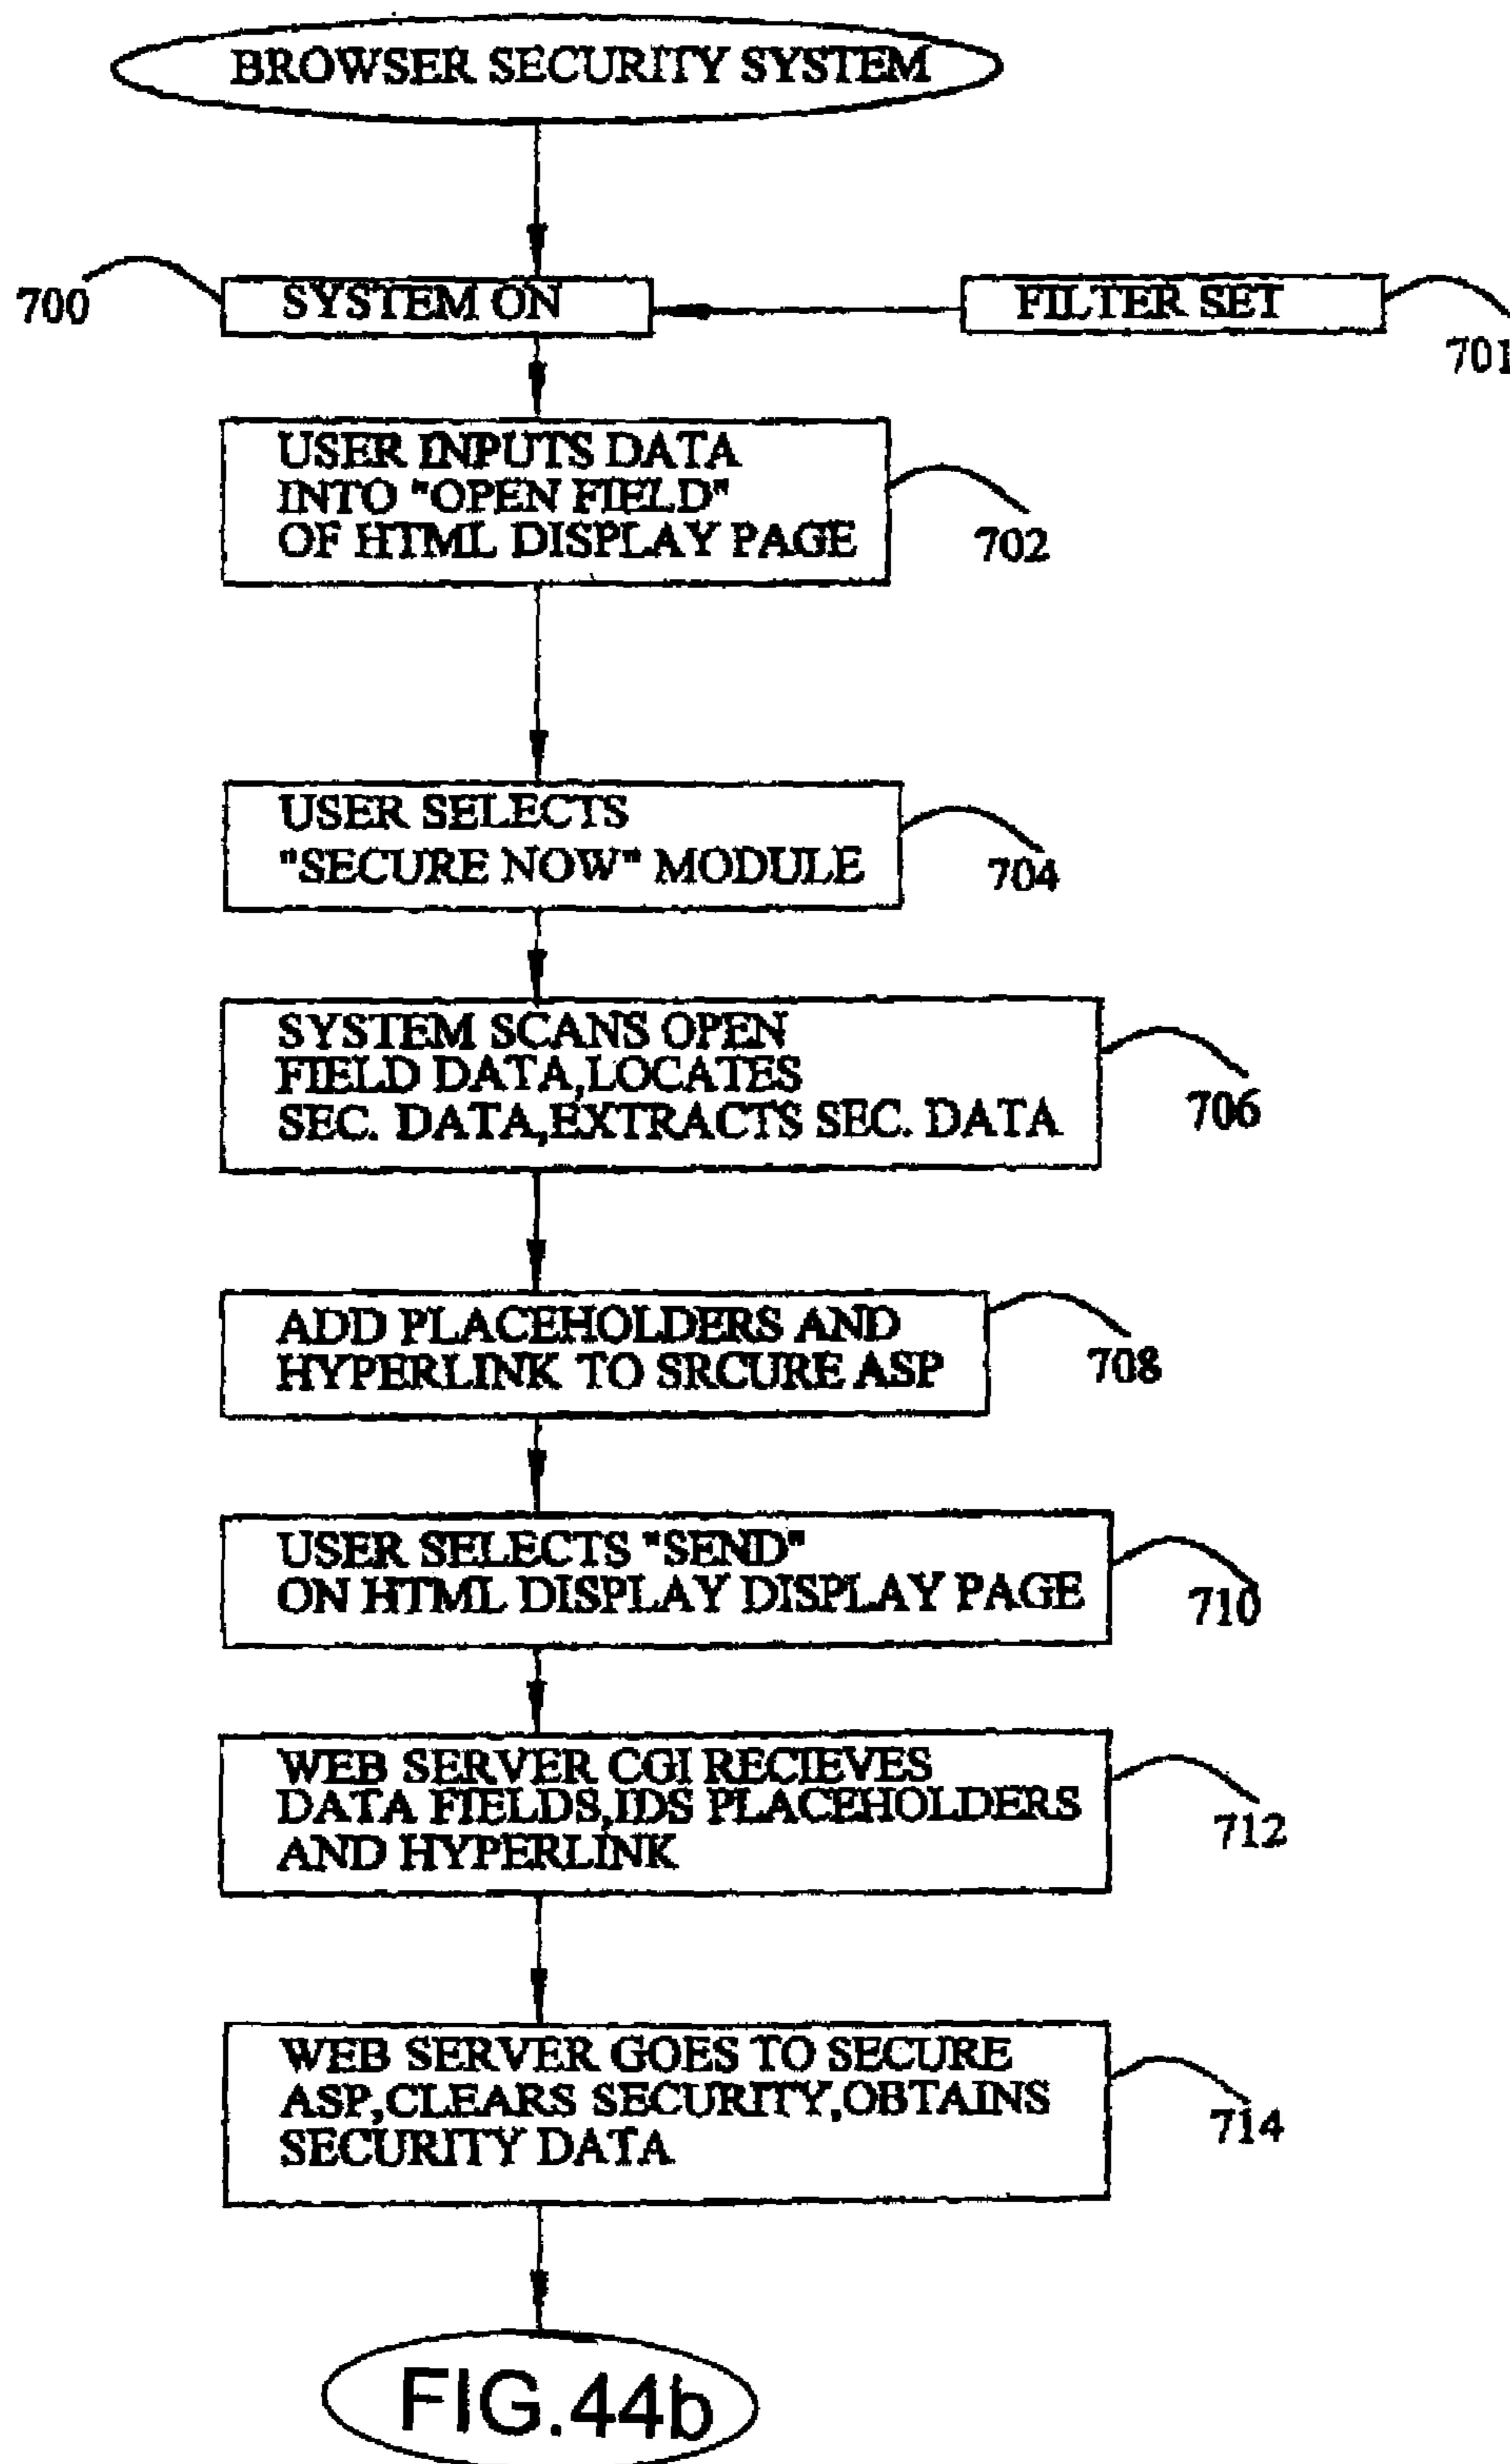 BROWSER SECURITY SYSTEM
700
SYSTEM ON
FILTER SET
701
USER INPUTS DATA
INTO "OPEN FIELD"
OF HTML DISPLAY PAGE
702
USER SELECTS
"SECURE NOW" MODULE
704
SYSTEM SCANS OPEN
FIELD DATA,LOCATES
SEC. DATA,EXTRACTS SEC. DATA
706
ADD PLACEHOLDERS AND
HYPERLINK TO SRCURE ASP
708
USER SELECTS "SEND"
ON HTML DISPLAY DISPLAY PAGE
710
WEB SERVER CGI RECIEVES
DATA FIELDS,IDS PLACEHOLDERS
AND HYPERLINK
712
WEB SERVER GOES TO SECURE
ASP,CLEARS SECURITY,OBTAINS
SECURITY DATA
714
FIG.44b